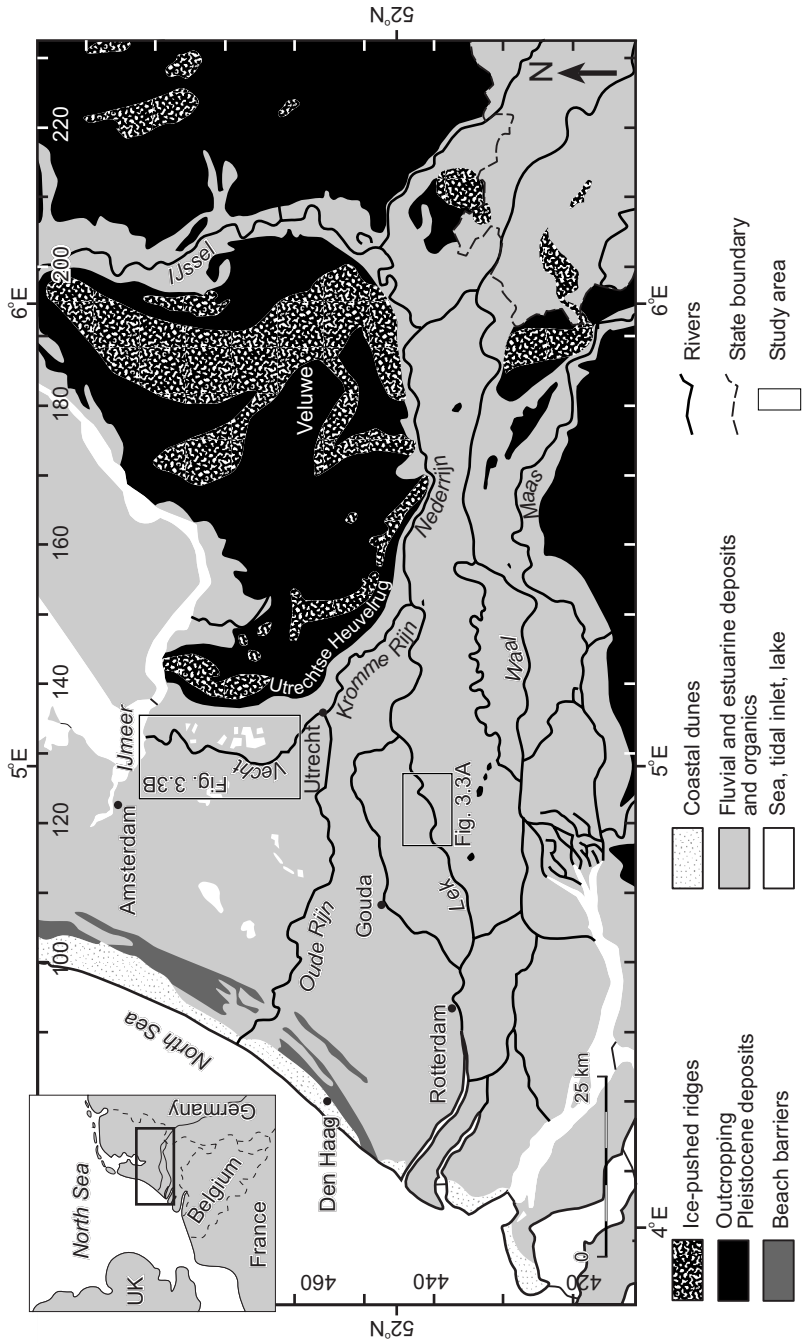 52°N
6°E
5°E
4°E
220
200
180
160
140
120
100
N
IJssel
Veluwe
Nederrijn
Maas
Utrechtse Heuvelrug
Kromme Rijn
Waal
IJmeer
Vecht
Fig. 3.3B
Utrecht
Amsterdam
Fig. 3.3A
Lek
Gouda
Oude Rijn
North Sea
Rotterdam
Den Haag
25 km
0
460
440
420
52°N
6°E
5°E
4°E
North Sea
UK
Germany
Belgium
France
Ice-pushed ridges
Outcropping
Pleistocene deposits
Beach barriers
Coastal dunes
Fluvial and estuarine deposits
and organics
Sea, tidal inlet, lake
Rivers
State boundary
Study area